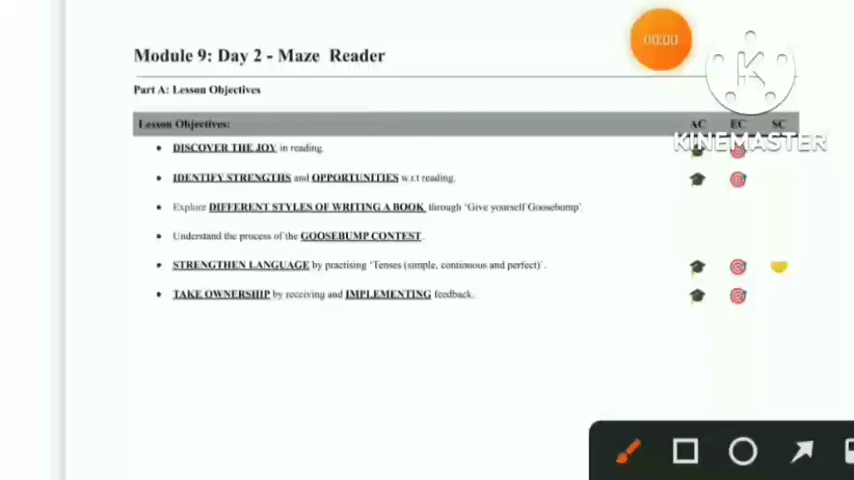 00:00
Module 9: Day 2 - Maze Reader
Part A: Lesson Objectives
Lesson Objectives: AC EC SC
KINEMASTER
• DISCOVER THE JOY in reading.
• IDENTIFY STRENGTHS and OPPORTUNITIES w.r.t reading.
• Explore DIFFERENT STYLES OF WRITING A BOOK through ‘Give yourself Goosebump’.
• Understand the process of the GOOSEBUMP CONTEST.
• STRENGTHEN LANGUAGE by practising ‘Tenses (simple, continuous and perfect)’.
• TAKE OWNERSHIP by receiving and IMPLEMENTING feedback.